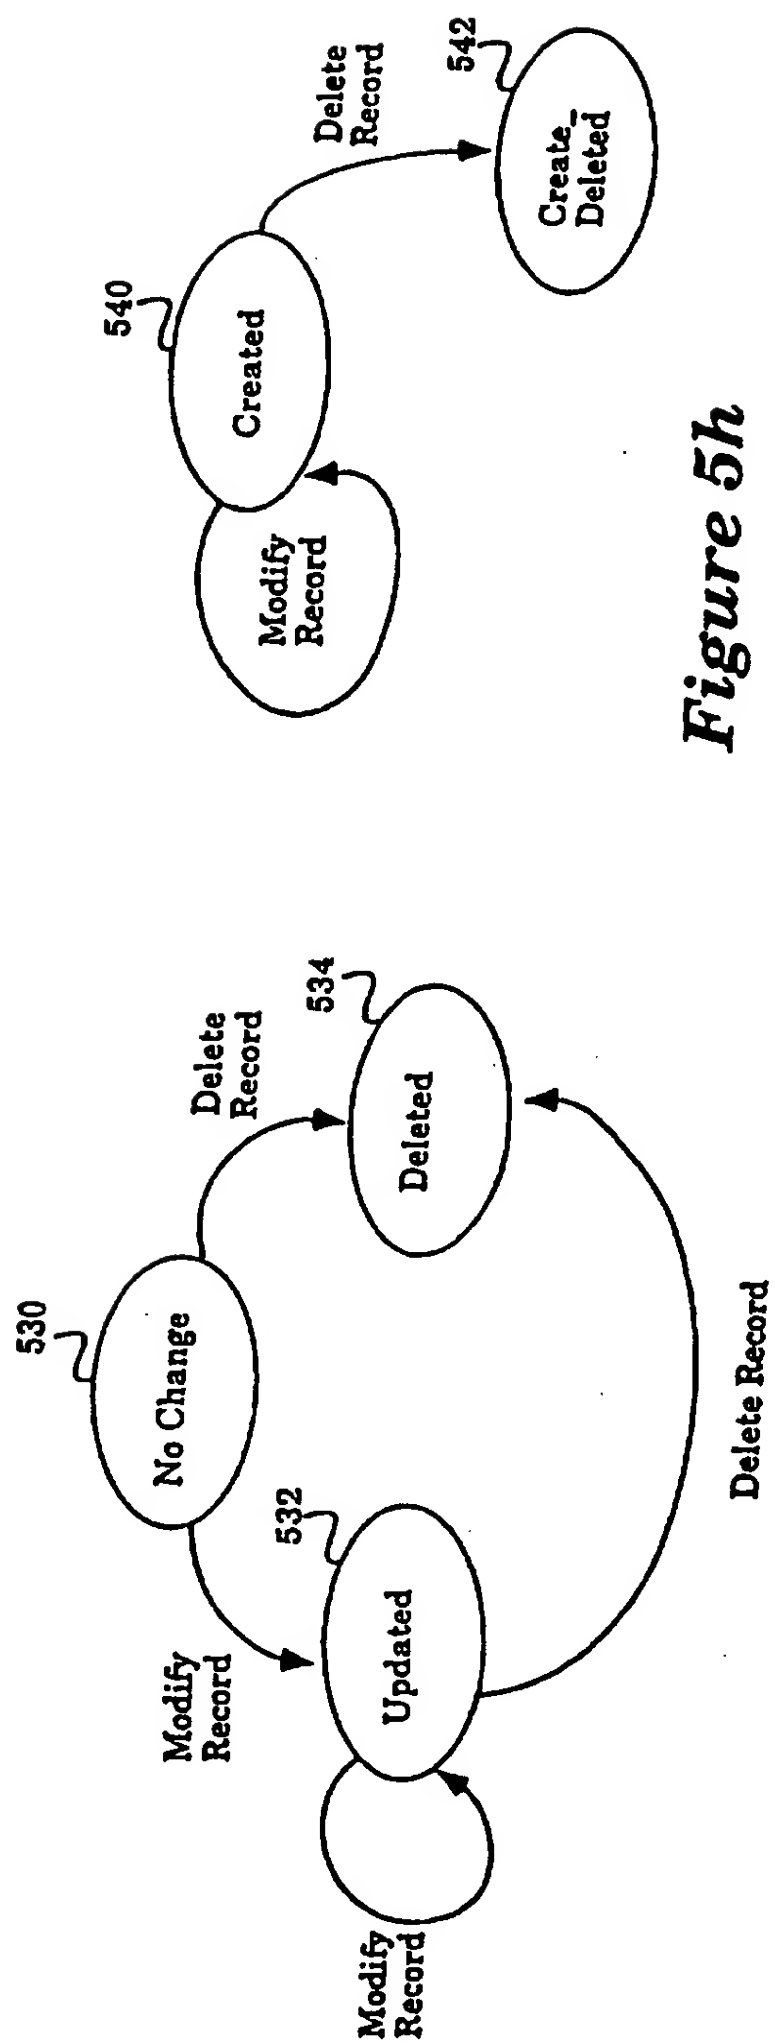 530
No Change
Modify
Record
Delete
Record
532
Updated
534
Deleted
Modify
Record
Delete Record
540
Created
Modify
Record
Delete
Record
542
Create_
Deleted
Figure 5h